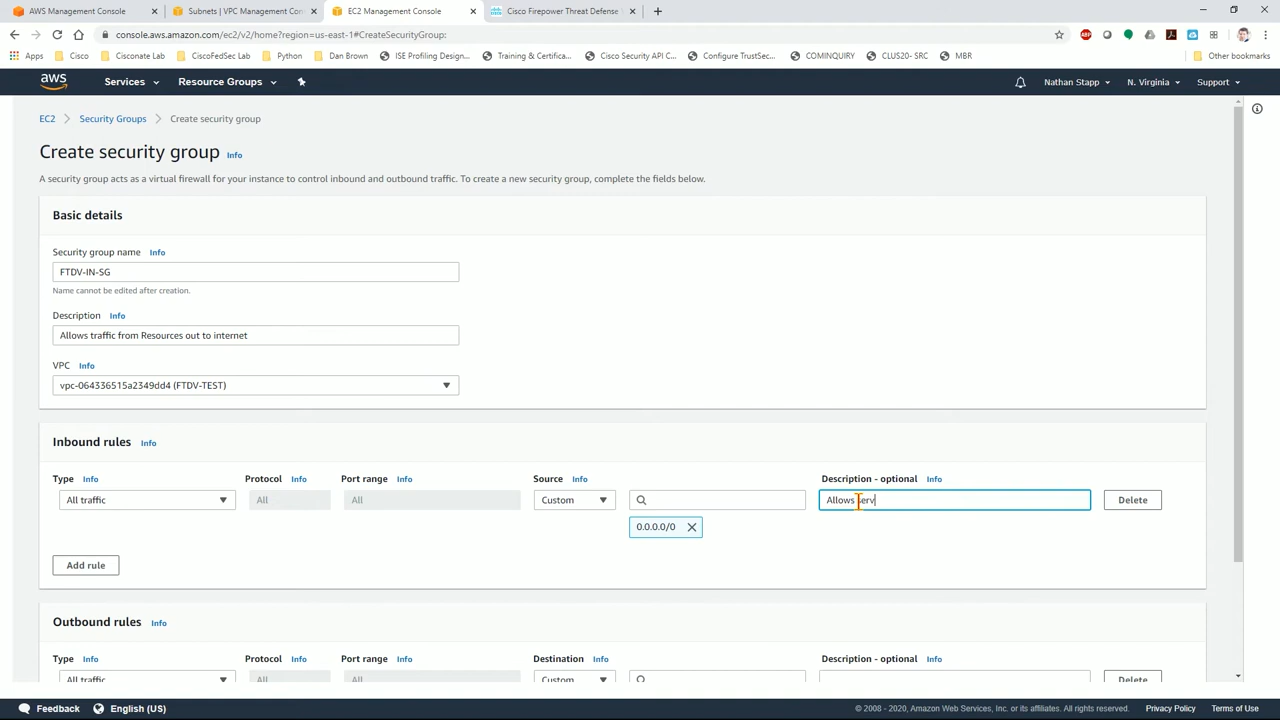 AWS Management Console
Subnets | VPC Management Con
EC2 Management Console
Cisco Firepower Threat Defense V
console.aws.amazon.com/ec2/v2/home?region=us-east-1#CreateSecurityGroup:
Apps Cisco Cisconate Lab CiscoFedSec Lab Python Dan Brown ISE Profiling Design... Training & Certifica... Cisco Security API C... Configure TrustSec... COMINQUIRY CLUS20- SRC MBR Other bookmarks
aws Services Resource Groups Nathan Stapp N. Virginia Support
EC2 > Security Groups > Create security group
Create security group Info
A security group acts as a virtual firewall for your instance to control inbound and outbound traffic. To create a new security group, complete the fields below.
Basic details
Security group name Info
FTDV-IN-SG
Name cannot be edited after creation.
Description Info
Allows traffic from Resources out to internet
VPC Info
vpc-064336515a2349dd4 (FTDV-TEST)
Inbound rules Info
Type Info Protocol Info Port range Info Source Info Description - optional Info
All traffic All All Custom Allows serv Delete
0.0.0.0/0
Add rule
Outbound rules Info
Type Info Protocol Info Port range Info Destination Info Description - optional Info
All traffic All All Custom Delete
Feedback English (US) © 2008 - 2020, Amazon Web Services, Inc. or its affiliates. All rights reserved. Privacy Policy Terms of Use